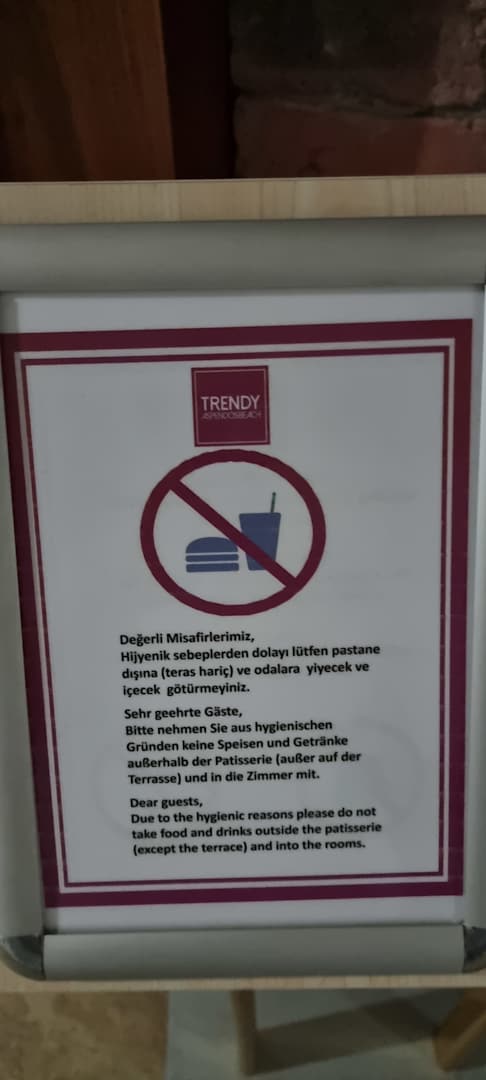 TRENDY
ASPENDOSBEACH
Değerli Misafirlerimiz,
Hijyenik sebeplerden dolayı lütfen pastane
dışına (teras hariç) ve odalara yiyecek ve
içecek götürmeyiniz.
Sehr geehrte Gäste,
Bitte nehmen Sie aus hygienischen
Gründen keine Speisen und Getränke
außerhalb der Patisserie (außer auf der
Terrasse) und in die Zimmer mit.
Dear guests,
Due to the hygienic reasons please do not
take food and drinks outside the patisserie
(except the terrace) and into the rooms.